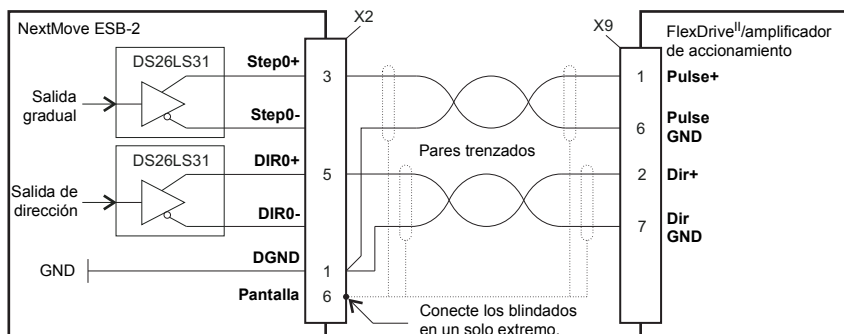 NextMove ESB-2
X2
X9
FlexDriveII/amplificador
de accionamiento
DS26LS31
Step0+
3
1
Pulse+
Salida
gradual
Step0-
6
Pulse
GND
DS26LS31
DIR0+
5
Pares trenzados
2
Dir+
Salida de
dirección
DIR0-
7
Dir
GND
DGND
GND
1
Pantalla
6
Conecte los blindados
en un solo extremo.